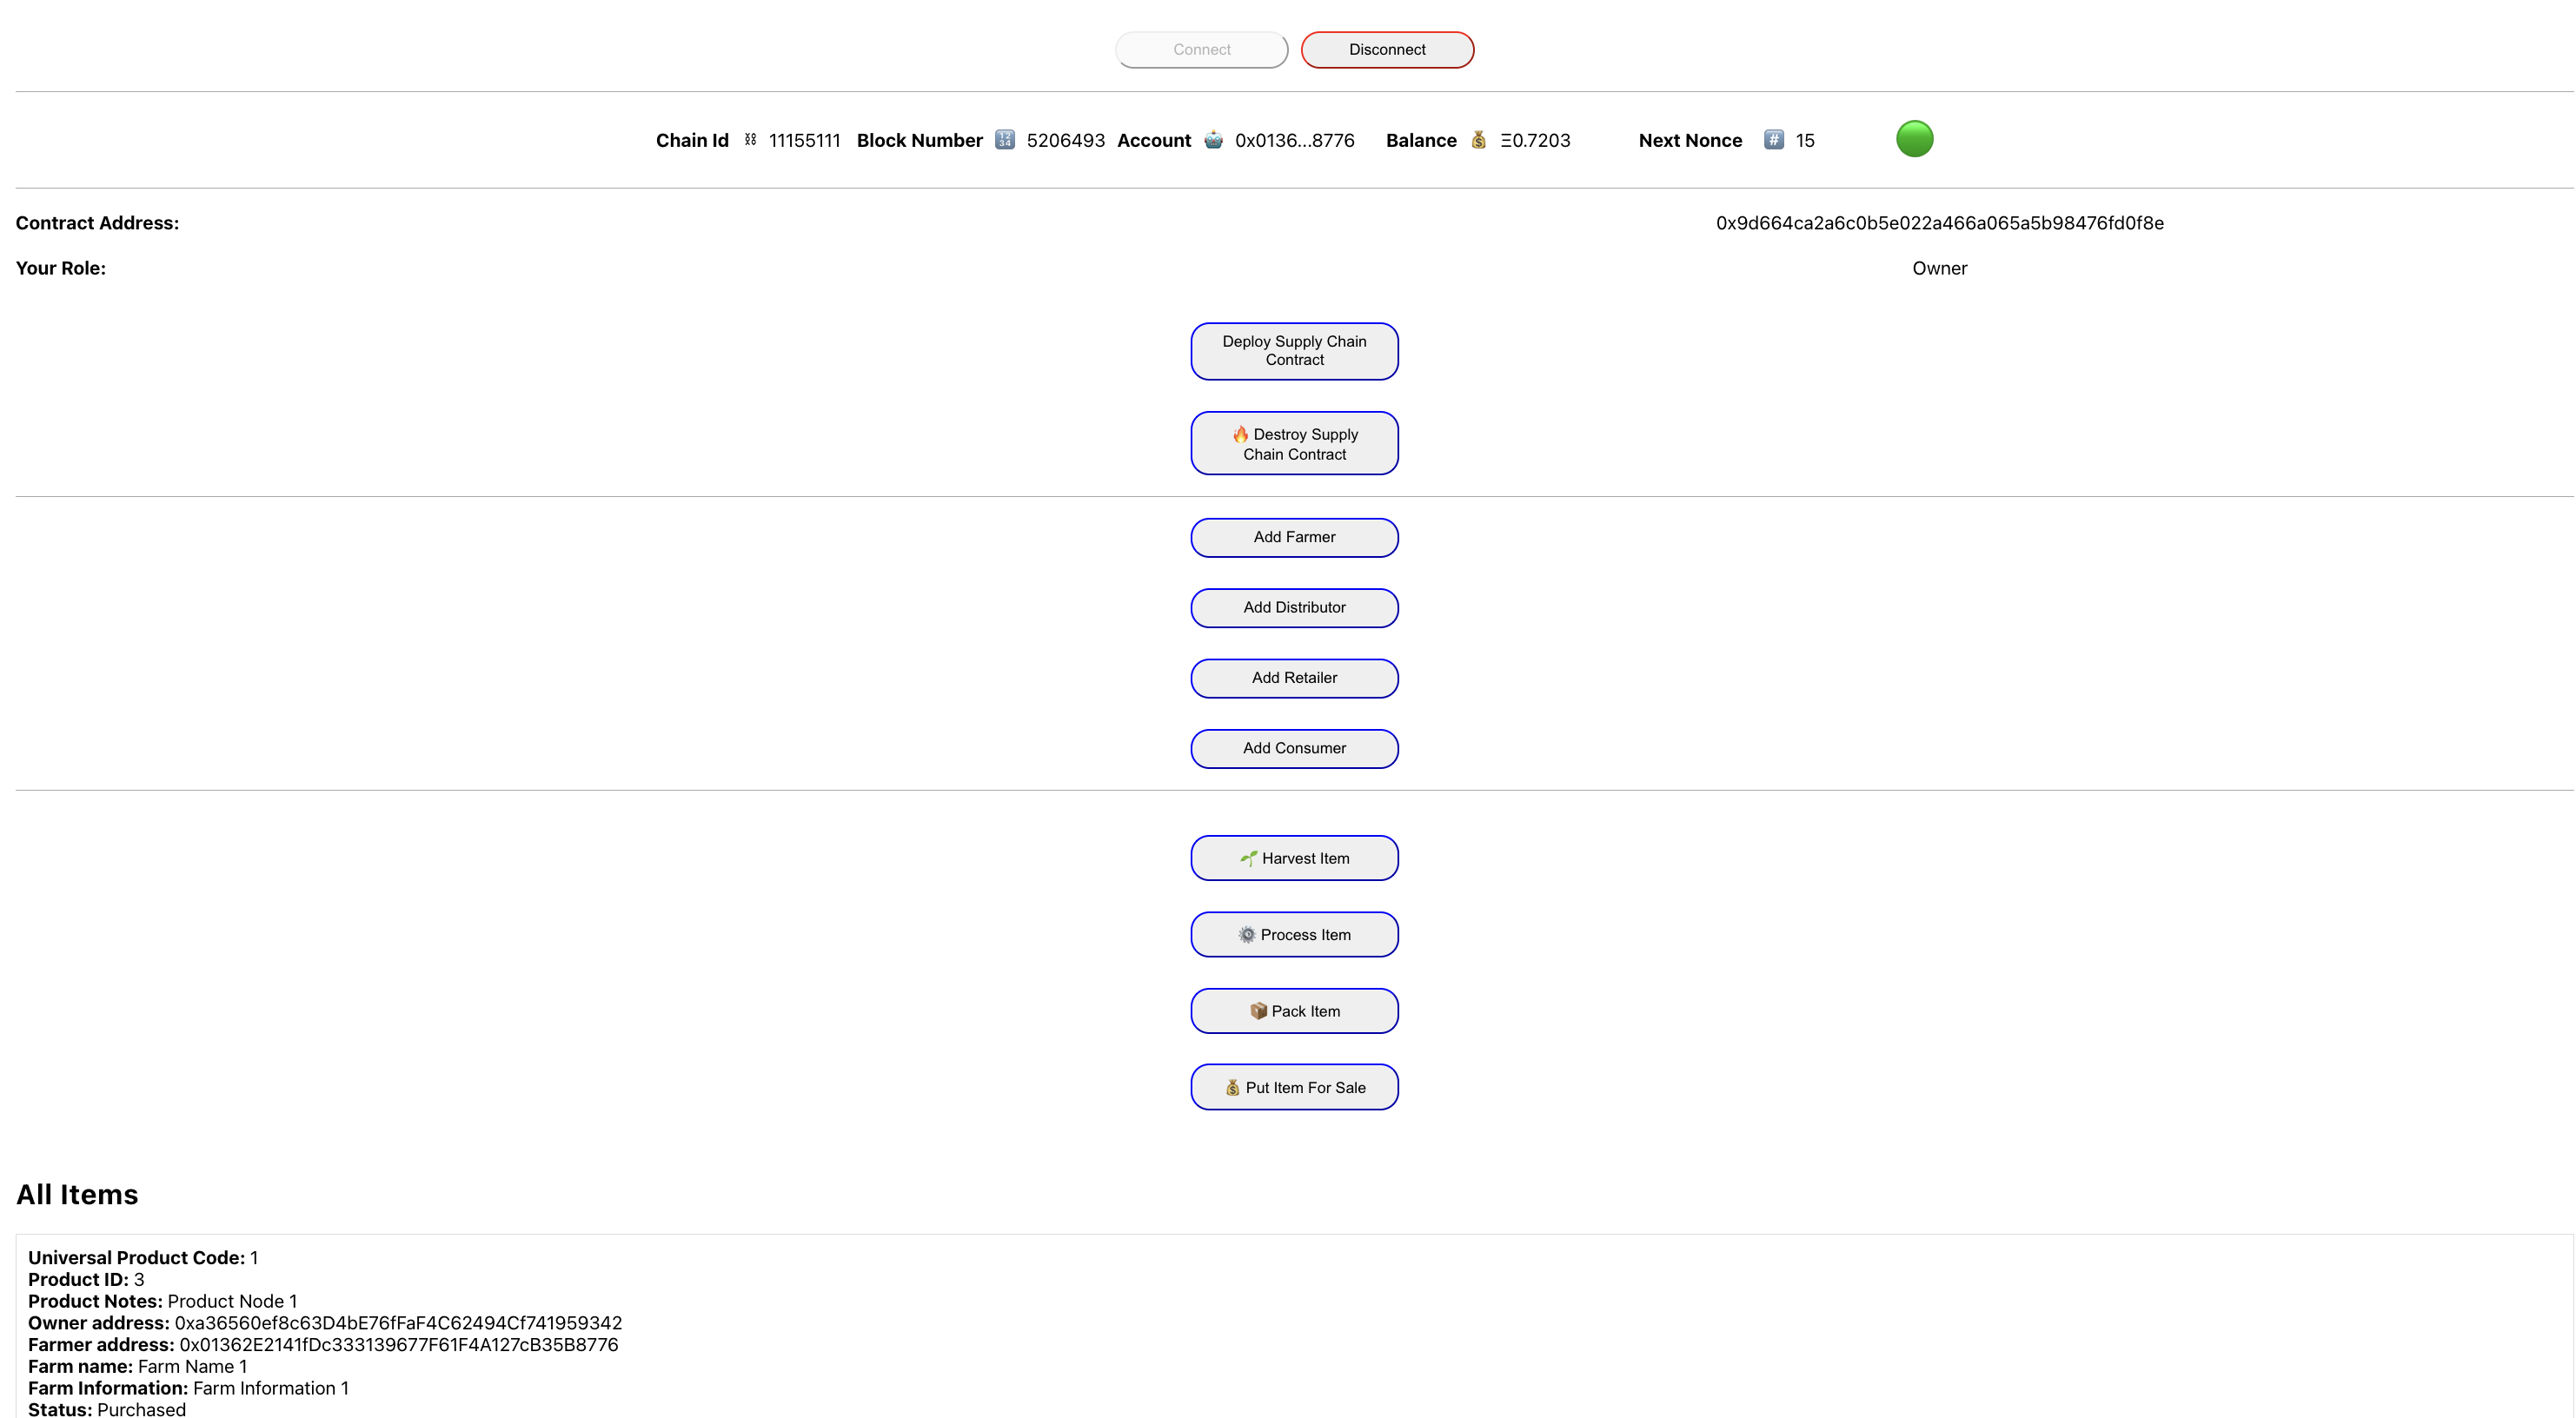 Connect Disconnect
Chain Id ⛓ 11155111 Block Number 🔢 5206493 Account 🤖 0x0136...8776 Balance 💰 Ξ0.7203 Next Nonce #️⃣ 15 🟢
Contract Address: 0x9d664ca2a6c0b5e022a466a065a5b98476fd0f8e
Your Role: Owner
Deploy Supply Chain
Contract
🔥 Destroy Supply
Chain Contract
Add Farmer
Add Distributor
Add Retailer
Add Consumer
🌱 Harvest Item
⚙️ Process Item
📦 Pack Item
💰 Put Item For Sale
All Items
Universal Product Code: 1
Product ID: 3
Product Notes: Product Node 1
Owner address: 0xa36560ef8c63D4bE76fFaF4C62494Cf741959342
Farmer address: 0x01362E2141fDc333139677F61F4A127cB35B8776
Farm name: Farm Name 1
Farm Information: Farm Information 1
Status: Purchased